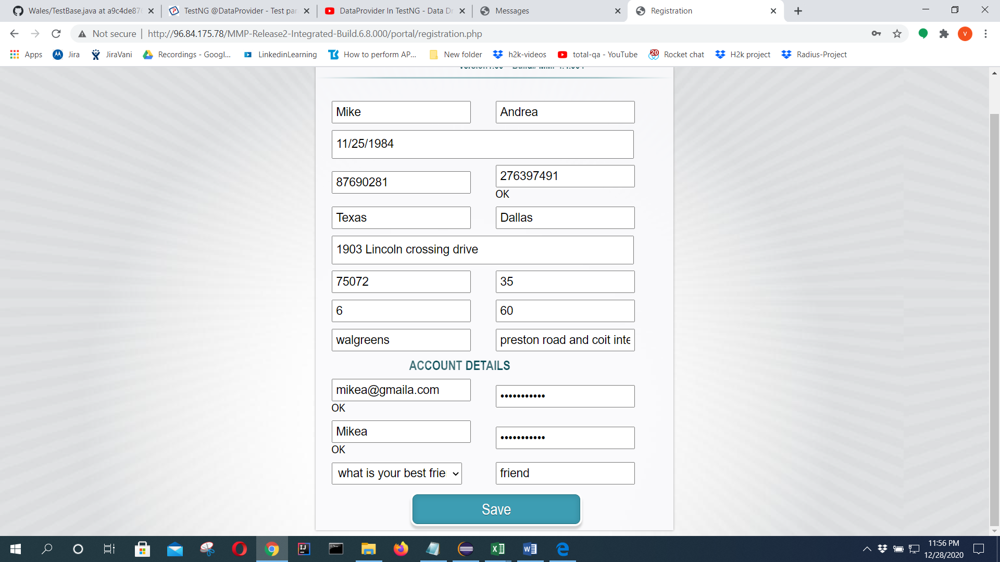 Wales/TestBase.java at a9c4de87
TestNG @DataProvider - Test par
DataProvider In TestNG - Data Dr
Messages
Registration
Not secure
http://96.84.175.78/MMP-Release2-Integrated-Build.6.8.000/portal/registration.php
V
Apps
Jira
JiraVani
Recordings - Googl...
LinkedinLearning
How to perform AP...
New folder
h2k-videos
total-qa - YouTube
20
Rocket chat
H2k project
Radius-Project
Mike
Andrea
11/25/1984
87690281
276397491
OK
Texas
Dallas
1903 Lincoln crossing drive
75072
35
6
60
walgreens
preston road and coit inte
ACCOUNT DETAILS
mikea@gmaila.com
•••••••••••
OK
Mikea
•••••••••••
OK
what is your best frie
friend
Save
11:56 PM
12/28/2020